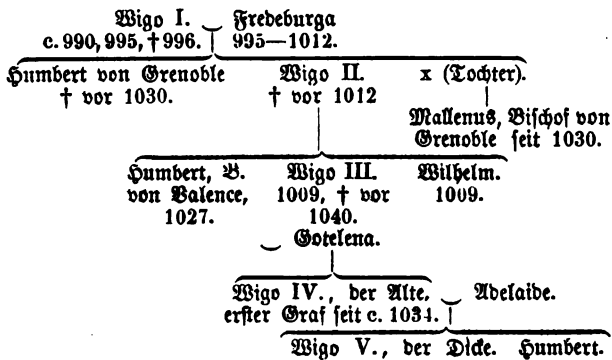 Wigo I. ‿ Fredeburga
c. 990, 995, † 996. 995—1012.
Humbert von Grenoble Wigo II. x (Tochter).
† vor 1030. † vor 1012
Mallenus, Bischof von
Grenoble seit 1030.
Humbert, B. Wigo III. Wilhelm.
von Valence, 1009, † vor 1009.
1027. 1040.
‿ Gotelena.
Wigo IV., der Alte. ‿ Adelaide.
erster Graf seit c. 1034.
Wigo V., der Dicke. Humbert.